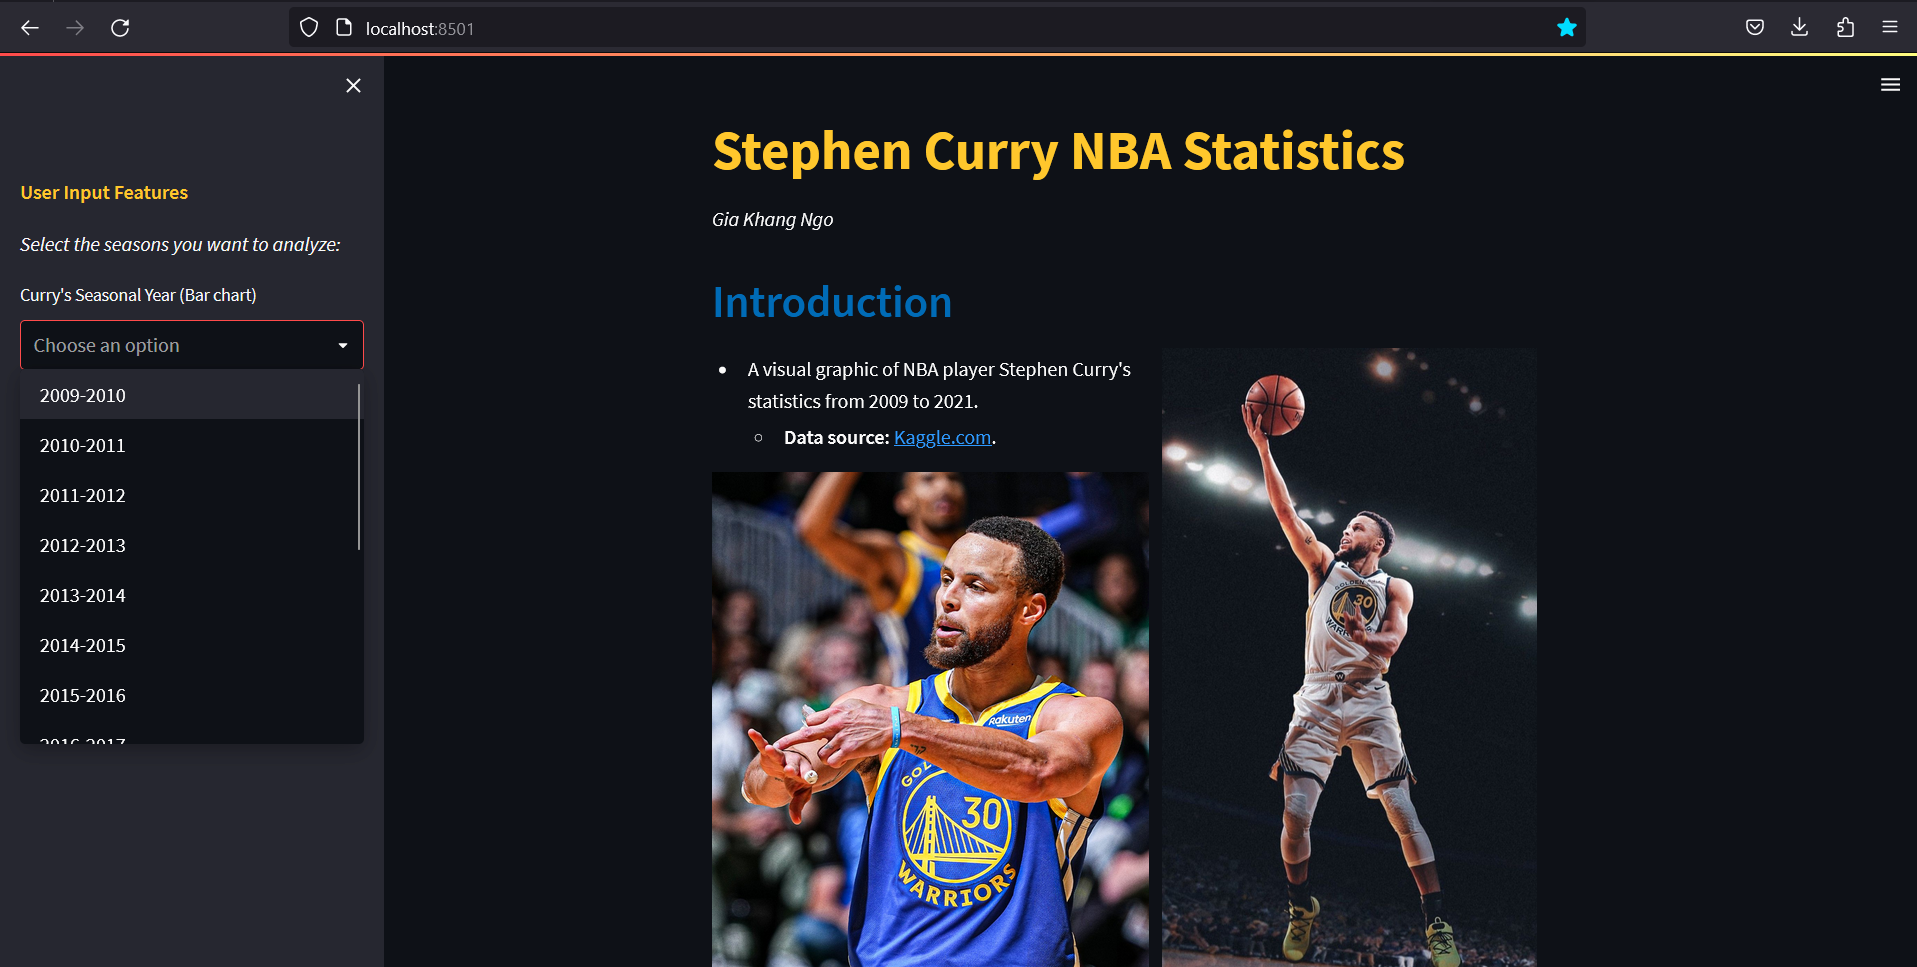 localhost:8501
User Input Features
Select the seasons you want to analyze:
Curry's Seasonal Year (Bar chart)
Choose an option
2009-2010
2010-2011
2011-2012
2012-2013
2013-2014
2014-2015
2015-2016
2016-2017
Stephen Curry NBA Statistics
Gia Khang Ngo
Introduction
A visual graphic of NBA player Stephen Curry's
statistics from 2009 to 2021.
Data source: Kaggle.com.
Rakuten
GOL
30
WARRIORS
GOLDEN
30